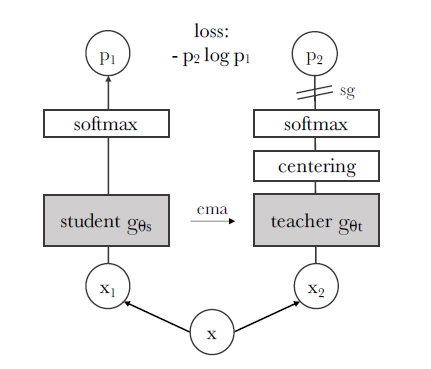 loss:
- p₂ log p₁
p₁
p₂
sg
softmax
softmax
centering
student gθs
ema
teacher gθt
x₁
x₂
x